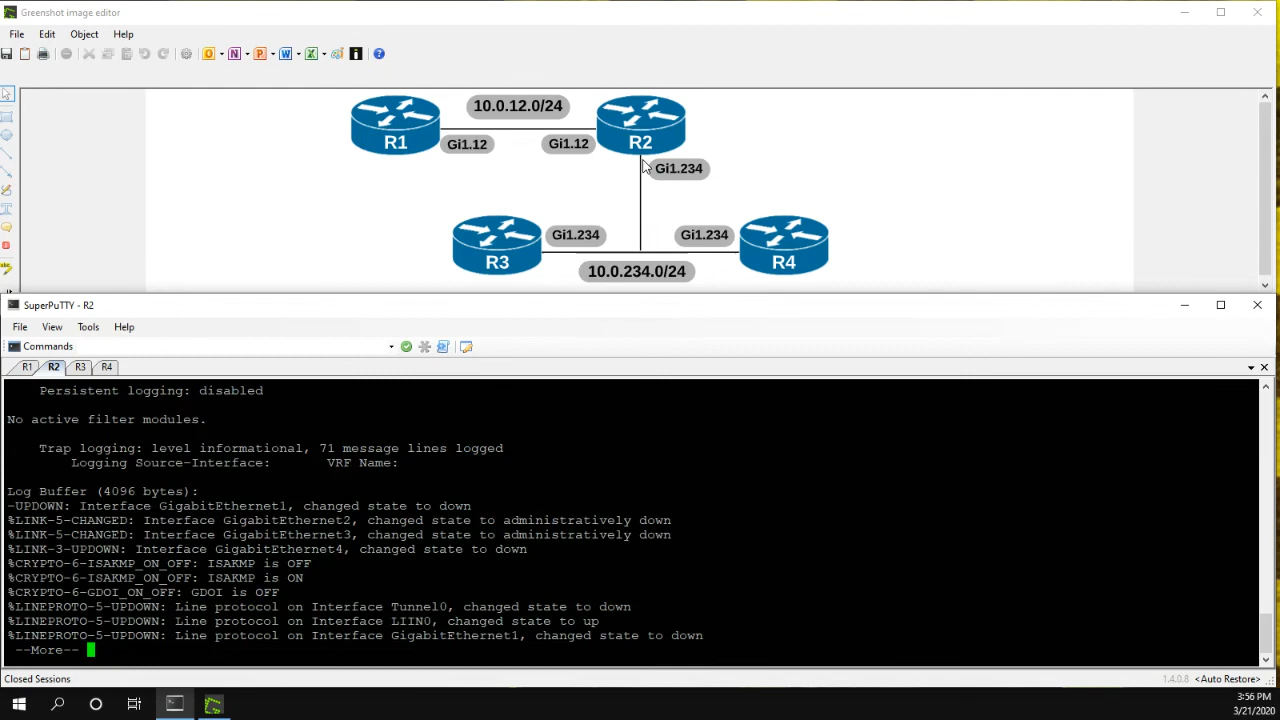 Greenshot image editor
File Edit Object Help
10.0.12.0/24
R1
Gi1.12
Gi1.12
R2
Gi1.234
R3
Gi1.234
Gi1.234
R4
10.0.234.0/24
SuperPuTTY - R2
File View Tools Help
Commands
R1 R2 R3 R4
Persistent logging: disabled
No active filter modules.
Trap logging: level informational, 71 message lines logged
Logging Source-Interface: VRF Name:
Log Buffer (4096 bytes):
-UPDOWN: Interface GigabitEthernet1, changed state to down
%LINK-5-CHANGED: Interface GigabitEthernet2, changed state to administratively down
%LINK-5-CHANGED: Interface GigabitEthernet3, changed state to administratively down
%LINK-3-UPDOWN: Interface GigabitEthernet4, changed state to down
%CRYPTO-6-ISAKMP_ON_OFF: ISAKMP is OFF
%CRYPTO-6-ISAKMP_ON_OFF: ISAKMP is ON
%CRYPTO-6-GDOI_ON_OFF: GDOI is OFF
%LINEPROTO-5-UPDOWN: Line protocol on Interface Tunnel0, changed state to down
%LINEPROTO-5-UPDOWN: Line protocol on Interface LIIN0, changed state to up
%LINEPROTO-5-UPDOWN: Line protocol on Interface GigabitEthernet1, changed state to down
--More--
Closed Sessions
1.4.0.8 <Auto Restore>
3:56 PM
3/21/2020